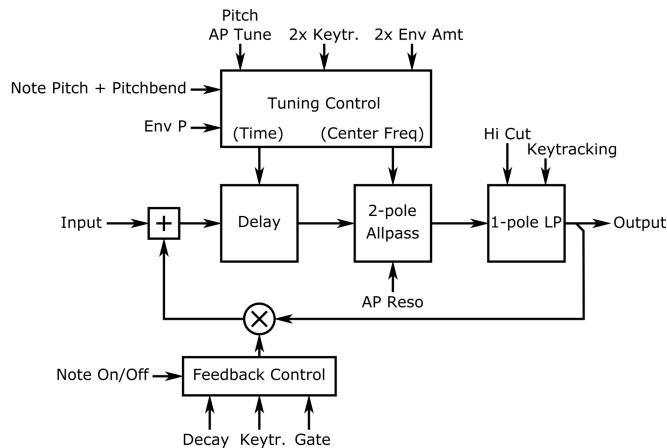 Pitch
AP Tune 2x Keytr. 2x Env Amt
Note Pitch + Pitchbend
Tuning Control
Env P
(Time) (Center Freq)
Hi Cut
Keytracking
Input
+
Delay
2-pole
Allpass
1-pole LP
Output
AP Reso
Note On/Off
Feedback Control
Decay Keytr. Gate